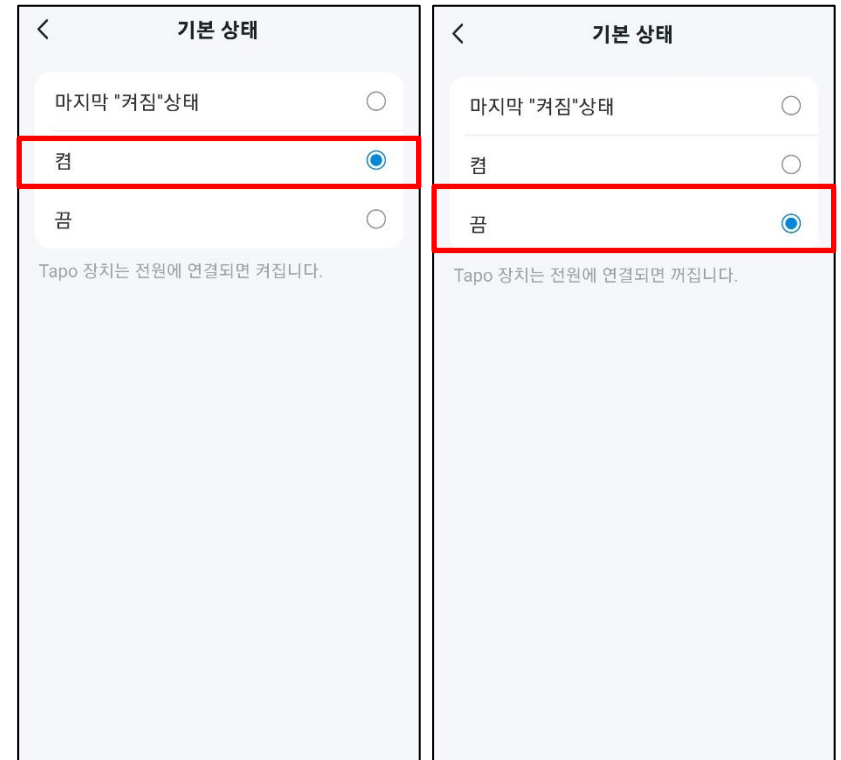 기본 상태
마지막 "켜짐"상태
켬
끔
Tapo 장치는 전원에 연결되면 켜집니다.
기본 상태
마지막 "켜짐"상태
켬
끔
Tapo 장치는 전원에 연결되면 꺼집니다.